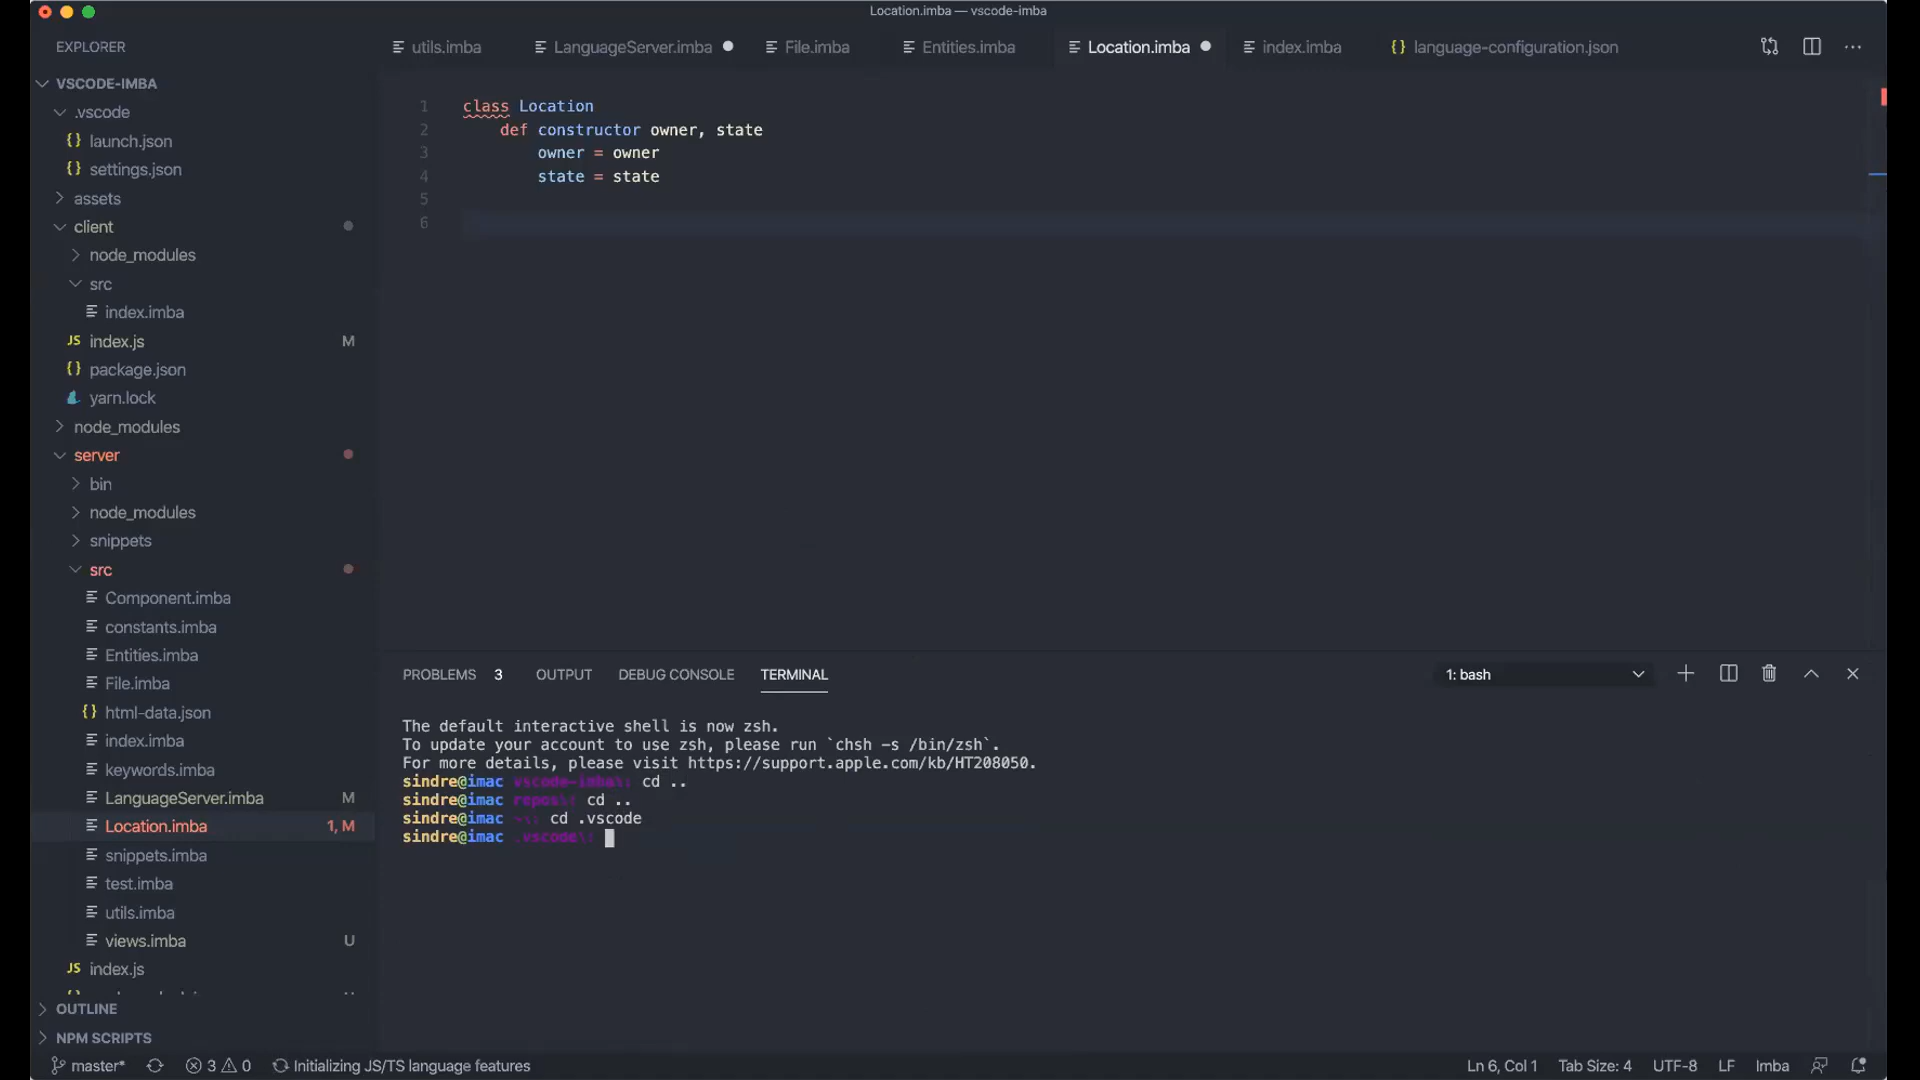 Location.imba — vscode-imba
EXPLORER
utils.imba
LanguageServer.imba
File.imba
Entities.imba
Location.imba
index.imba
{} language-configuration.json
VSCODE-IMBA
.vscode
{} launch.json
{} settings.json
assets
client
node_modules
src
index.imba
JS index.js M
{} package.json
yarn.lock
node_modules
server
bin
node_modules
snippets
src
Component.imba
constants.imba
Entities.imba
File.imba
{} html-data.json
index.imba
keywords.imba
LanguageServer.imba M
Location.imba 1, M
snippets.imba
test.imba
utils.imba
views.imba U
JS index.js
OUTLINE
NPM SCRIPTS
1 class Location
2 def constructor owner, state
3 owner = owner
4 state = state
5
6
PROBLEMS 3 OUTPUT DEBUG CONSOLE TERMINAL
1: bash
The default interactive shell is now zsh.
To update your account to use zsh, please run `chsh -s /bin/zsh`.
For more details, please visit https://support.apple.com/kb/HT208050.
sindre@imac vscode-imba\: cd ..
sindre@imac repos\: cd ..
sindre@imac ~\: cd .vscode
sindre@imac .vscode\:
master* 3 0 Initializing JS/TS language features
Ln 6, Col 1 Tab Size: 4 UTF-8 LF Imba